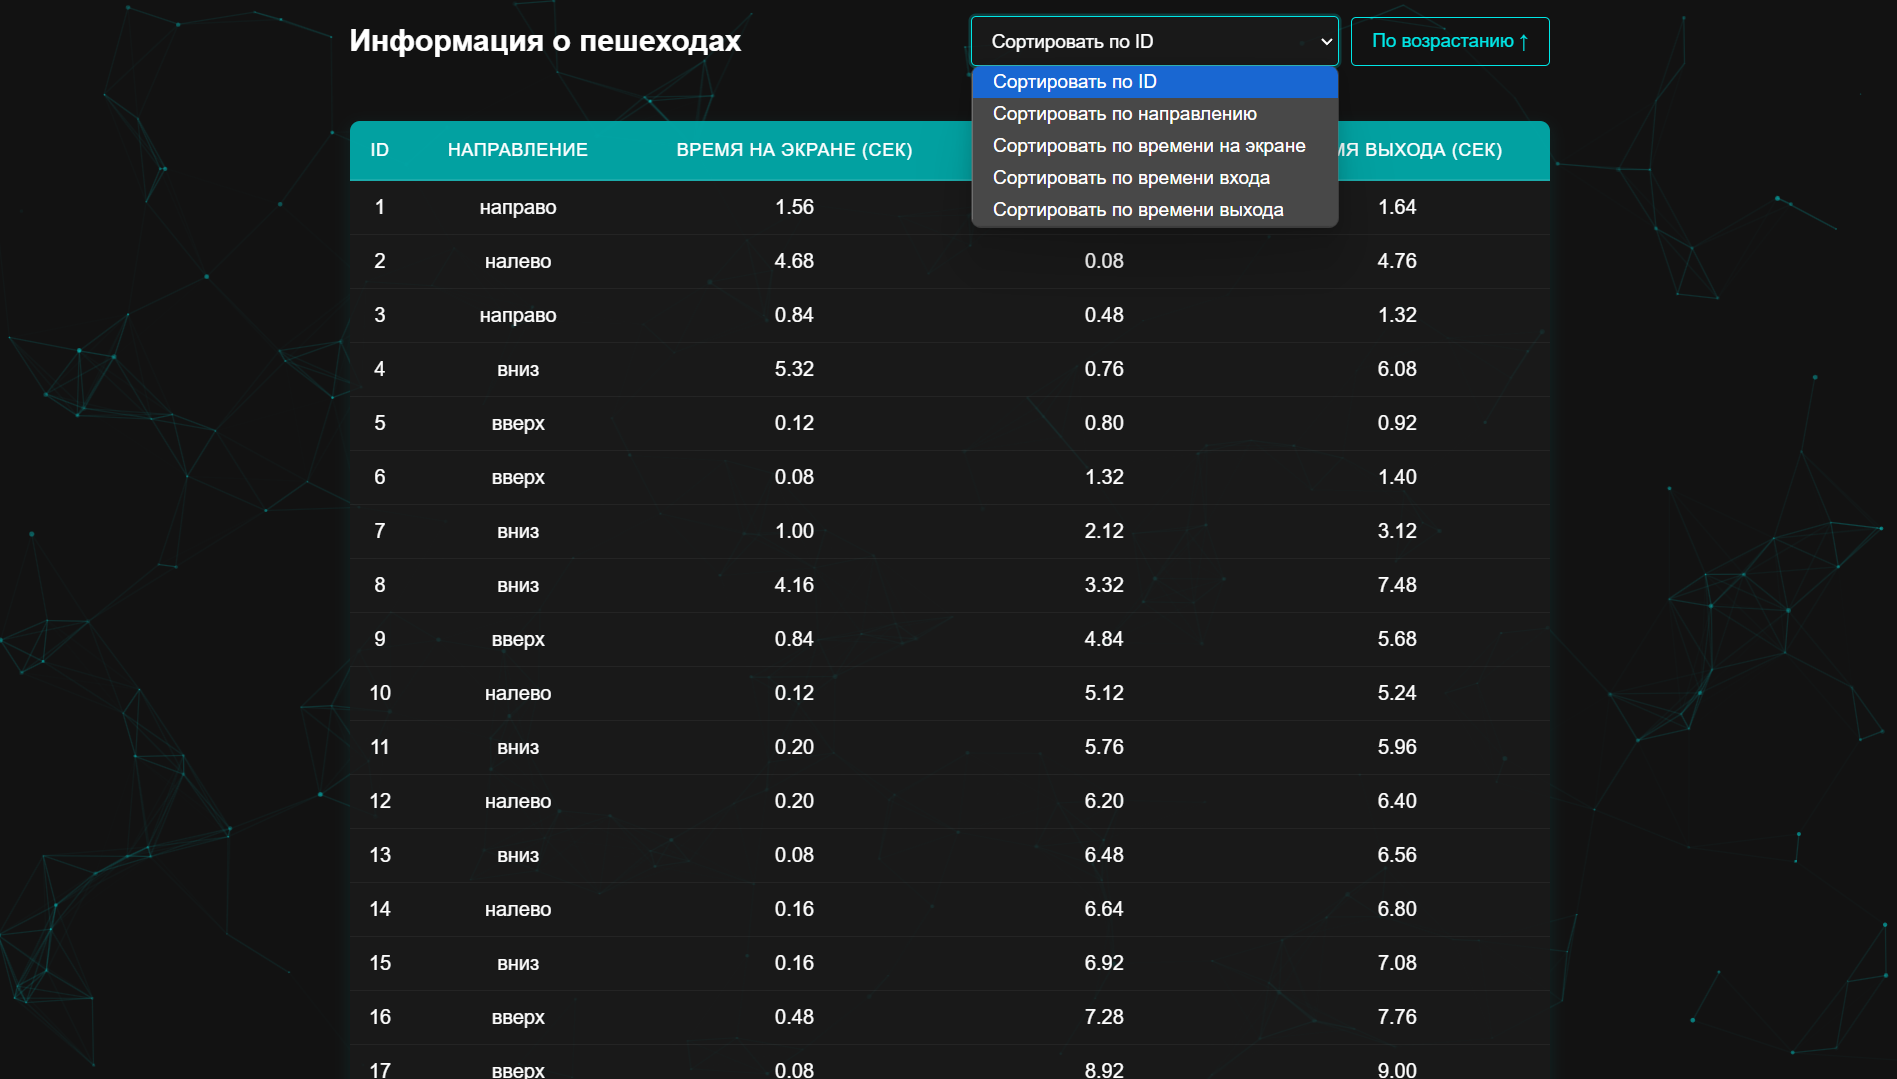 Информация о пешеходах
Сортировать по ID
По возрастанию ↑
Сортировать по ID
Сортировать по направлению
Сортировать по времени на экране
Сортировать по времени входа
Сортировать по времени выхода
ID НАПРАВЛЕНИЕ ВРЕМЯ НА ЭКРАНЕ (СЕК) МЯ ВЫХОДА (СЕК)
1 направо 1.56 1.64
2 налево 4.68 0.08 4.76
3 направо 0.84 0.48 1.32
4 вниз 5.32 0.76 6.08
5 вверх 0.12 0.80 0.92
6 вверх 0.08 1.32 1.40
7 вниз 1.00 2.12 3.12
8 вниз 4.16 3.32 7.48
9 вверх 0.84 4.84 5.68
10 налево 0.12 5.12 5.24
11 вниз 0.20 5.76 5.96
12 налево 0.20 6.20 6.40
13 вниз 0.08 6.48 6.56
14 налево 0.16 6.64 6.80
15 вниз 0.16 6.92 7.08
16 вверх 0.48 7.28 7.76
17 вверх 0.08 8.92 9.00